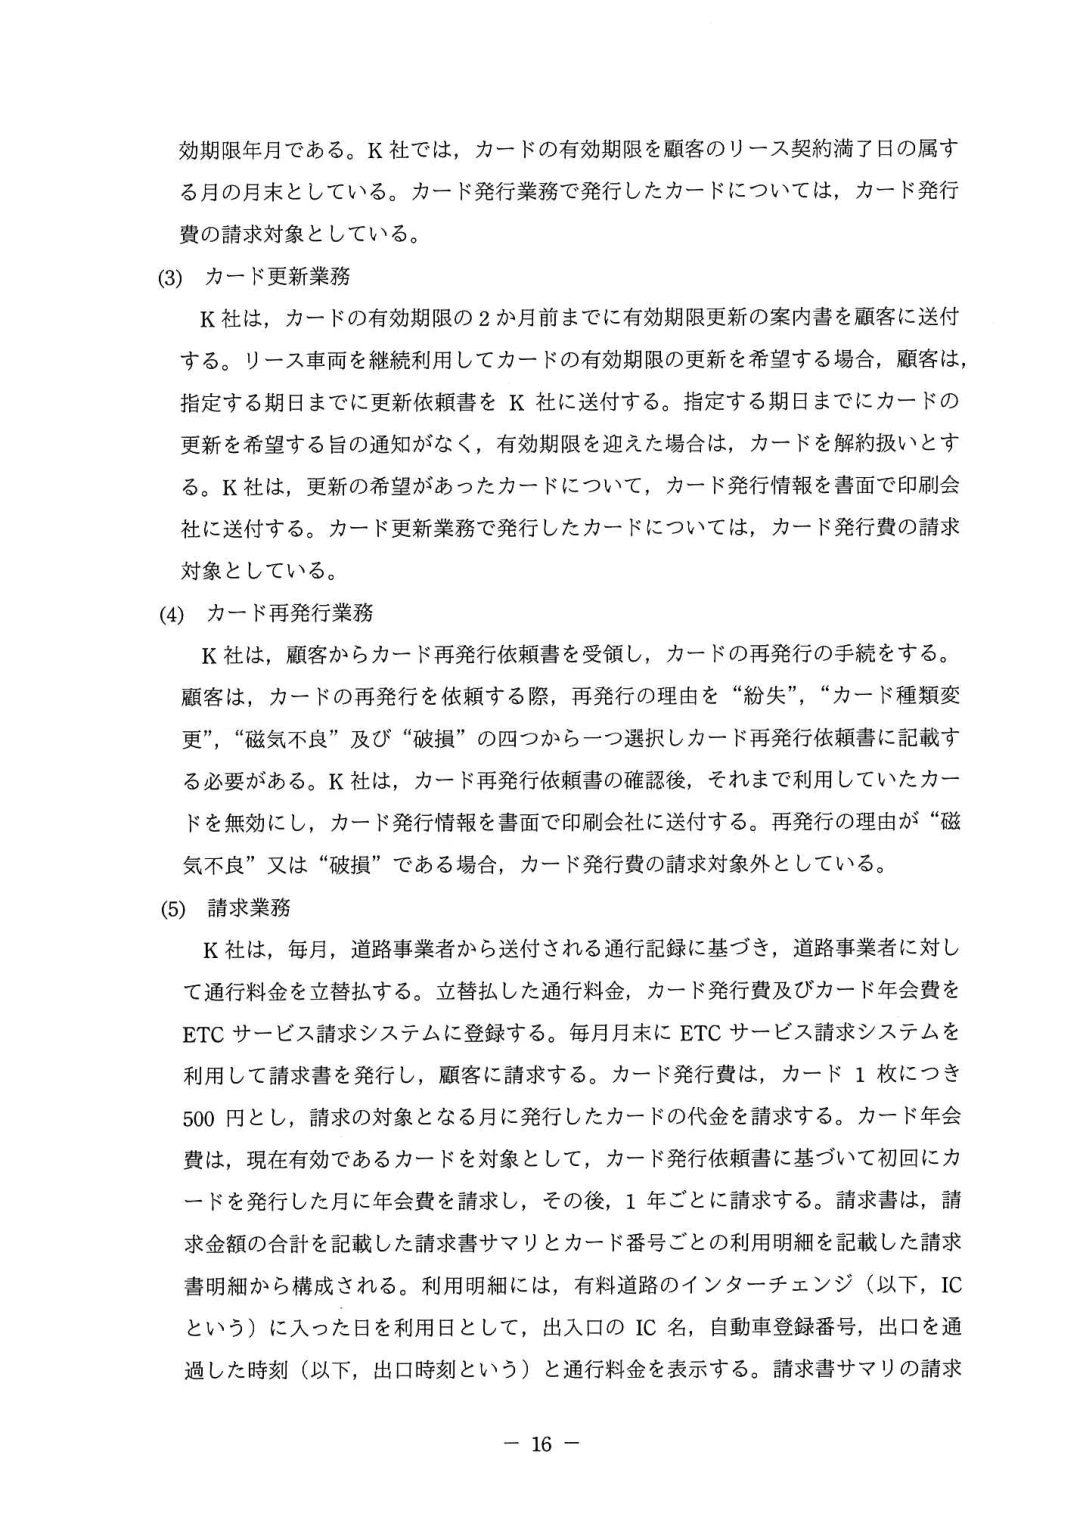 効期限年月である。K 社では，カードの有効期限を顧客のリース契約満了日の属す
る月の月末としている。カード発行業務で発行したカードについては，カード発行
費の請求対象としている。
(3) カード更新業務
K 社は，カードの有効期限の 2 か月前までに有効期限更新の案内書を顧客に送付
する。リース車両を継続利用してカードの有効期限の更新を希望する場合，顧客は，
指定する期日までに更新依頼書を K 社に送付する。指定する期日までにカードの
更新を希望する旨の通知がなく，有効期限を迎えた場合は，カードを解約扱いとす
る。K 社は，更新の希望があったカードについて，カード発行情報を書面で印刷会
社に送付する。カード更新業務で発行したカードについては，カード発行費の請求
対象としている。
(4) カード再発行業務
K 社は，顧客からカード再発行依頼書を受領し，カードの再発行の手続をする。
顧客は，カードの再発行を依頼する際，再発行の理由を“紛失”，“カード種類変
更”，“磁気不良”及び“破損”の四つから一つ選択しカード再発行依頼書に記載す
る必要がある。K 社は，カード再発行依頼書の確認後，それまで利用していたカー
ドを無効にし，カード発行情報を書面で印刷会社に送付する。再発行の理由が“磁
気不良”又は“破損”である場合，カード発行費の請求対象外としている。
(5) 請求業務
K 社は，毎月，道路事業者から送付される通行記録に基づき，道路事業者に対し
て通行料金を立替払する。立替払した通行料金，カード発行費及びカード年会費を
ETC サービス請求システムに登録する。毎月月末に ETC サービス請求システムを
利用して請求書を発行し，顧客に請求する。カード発行費は，カード 1 枚につき
500 円とし，請求の対象となる月に発行したカードの代金を請求する。カード年会
費は，現在有効であるカードを対象として，カード発行依頼書に基づいて初回にカ
ードを発行した月に年会費を請求し，その後，1 年ごとに請求する。請求書は，請
求金額の合計を記載した請求書サマリとカード番号ごとの利用明細を記載した請求
書明細から構成される。利用明細には，有料道路のインターチェンジ（以下，IC
という）に入った日を利用日として，出入口の IC 名，自動車登録番号，出口を通
過した時刻（以下，出口時刻という）と通行料金を表示する。請求書サマリの請求
－ 16 －